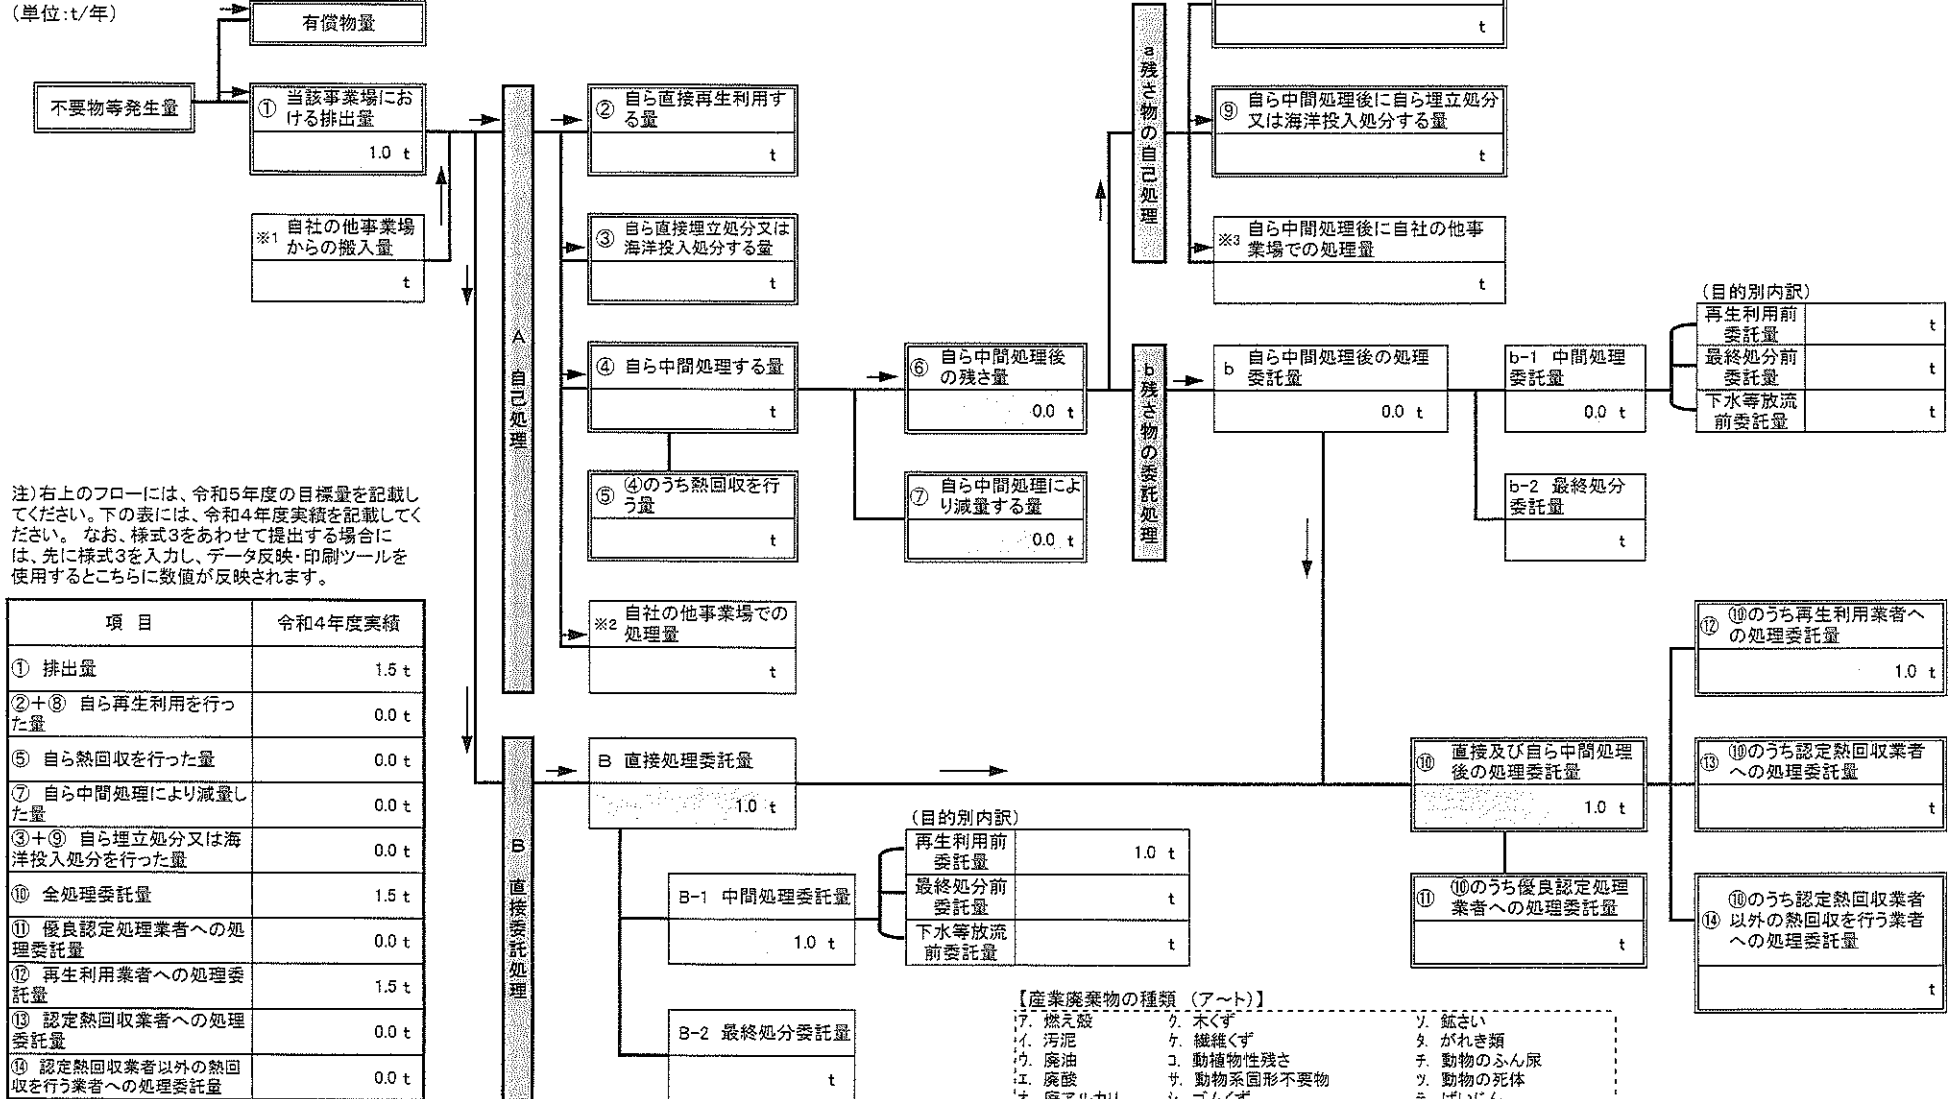 (単位:t/年)
有償物量
不要物等発生量
① 当該事業場にお
ける排出量
1.0 t
※1 自社の他事業場
からの搬入量
t
A 自己処理
② 自ら直接再生利用す
る量
t
③ 自ら直接埋立処分又は
海洋投入処分する量
t
④ 自ら中間処理する量
t
⑤ ④のうち熱回収を行
う量
t
※2 自社の他事業場での
処理量
t
⑥ 自ら中間処理後
の残さ量
0.0 t
⑦ 自ら中間処理によ
り減量する量
0.0 t
a 残さ物の自己処理
t
⑨ 自ら中間処理後に自ら埋立処分
又は海洋投入処分する量
t
※3 自ら中間処理後に自社の他事
業場での処理量
t
b 残さ物の委託処理
b 自ら中間処理後の処理
委託量
0.0 t
b-1 中間処理
委託量
0.0 t
(目的別内訳)
再生利用前
委託量
t
最終処分前
委託量
t
下水等放流
前委託量
t
b-2 最終処分
委託量
t
注)右上のフローには、令和5年度の目標量を記載し
てください。下の表には、令和4年度実績を記載してく
ださい。 なお、様式3をあわせて提出する場合に
は、先に様式3を入力し、データ反映・印刷ツールを
使用するとこちらに数値が反映されます。
項 目 令和4年度実績
① 排出量 1.5 t
②+⑧ 自ら再生利用を行っ
た量 0.0 t
⑤ 自ら熱回収を行った量 0.0 t
⑦ 自ら中間処理により減量し
た量 0.0 t
③+⑨ 自ら埋立処分又は海
洋投入処分を行った量 0.0 t
⑩ 全処理委託量 1.5 t
⑪ 優良認定処理業者への処
理委託量 0.0 t
⑫ 再生利用業者への処理委
託量 1.5 t
⑬ 認定熱回収業者への処理
委託量 0.0 t
⑭ 認定熱回収業者以外の熱回
収を行う業者への処理委託量 0.0 t
B 直接委託処理
B 直接処理委託量
1.0 t
B-1 中間処理委託量
1.0 t
(目的別内訳)
再生利用前
委託量
1.0 t
最終処分前
委託量
t
下水等放流
前委託量
t
B-2 最終処分委託量
t
⑩ 直接及び自ら中間処理
後の処理委託量
1.0 t
⑪ ⑩のうち優良認定処理
業者への処理委託量
t
⑫ ⑩のうち再生利用業者へ
の処理委託量
1.0 t
⑬ ⑩のうち認定熱回収業者
への処理委託量
t
⑭ ⑩のうち認定熱回収業者
以外の熱回収を行う業者
への処理委託量
t
【産業廃棄物の種類 (ア~ト)】
ア. 燃え殻 ク. 木くず ソ. 鉱さい
イ. 汚泥 ケ. 繊維くず タ. がれき類
ウ. 廃油 コ. 動植物性残さ チ. 動物のふん尿
エ. 廃酸 サ. 動物系固形不要物 ツ. 動物の死体
オ. 廃アルカリ シ. ゴムくず テ. ばいじん